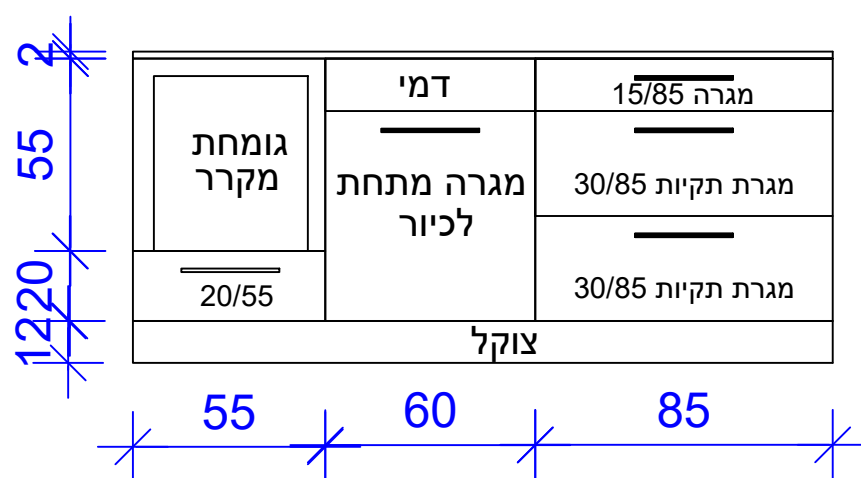 2
55
20
12
גומחת
מקרר
20/55
דמי
מגרה מתחת
לכיור
מגרה 15/85
מגרת תקיות 30/85
מגרת תקיות 30/85
צוקל
55
60
85